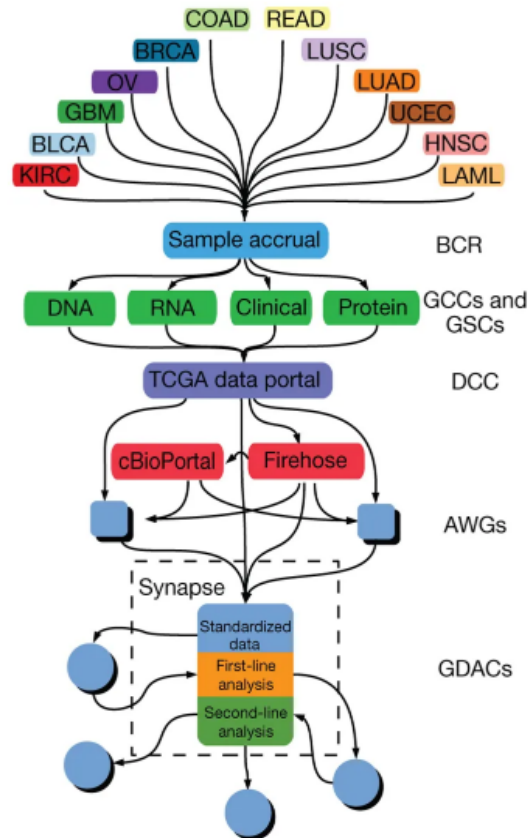 COAD READ
BRCA LUSC
OV LUAD
GBM UCEC
BLCA HNSC
KIRC LAML
Sample accrual BCR
DNA RNA Clinical Protein GCCs and
GSCs
TCGA data portal DCC
cBioPortal Firehose
AWGs
Synapse
Standardized
data
First-line
analysis
GDACs
Second-line
analysis